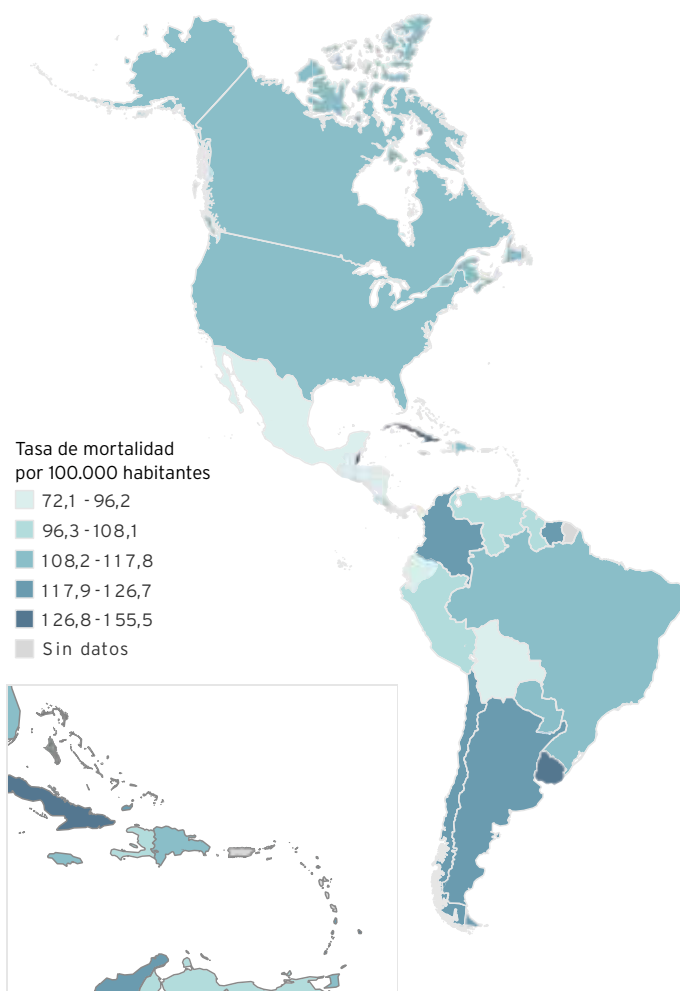 Tasa de mortalidad
por 100.000 habitantes
72,1 - 96,2
96,3 - 108,1
108,2 - 117,8
117,9 - 126,7
126,8 - 155,5
Sin datos